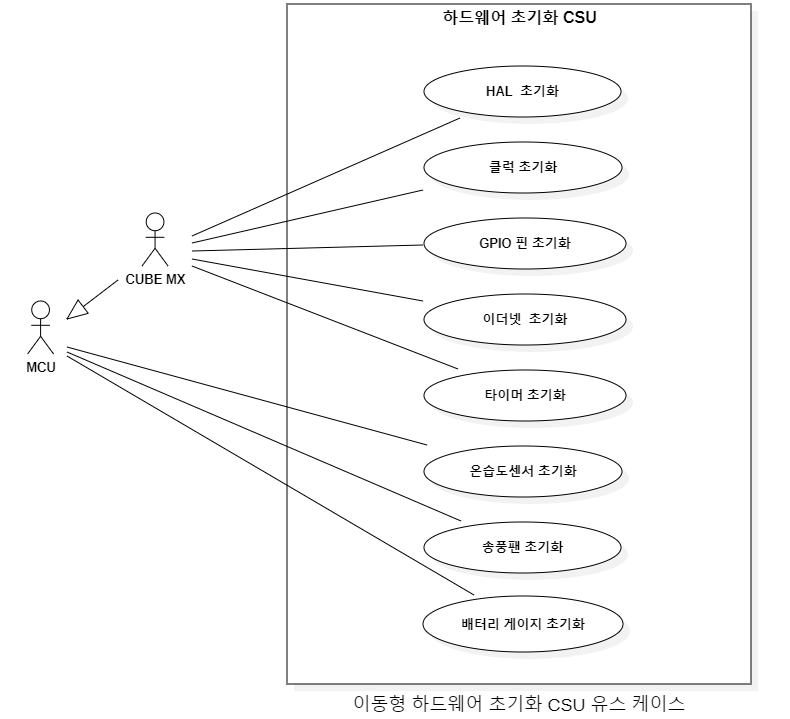 하드웨어 초기화 CSU
HAL 초기화
클럭 초기화
GPIO 핀 초기화
CUBE MX
이더넷 초기화
MCU
타이머 초기화
온습도센서 초기화
송풍팬 초기화
배터리 게이지 초기화
이동형 하드웨어 초기화 CSU 유스 케이스